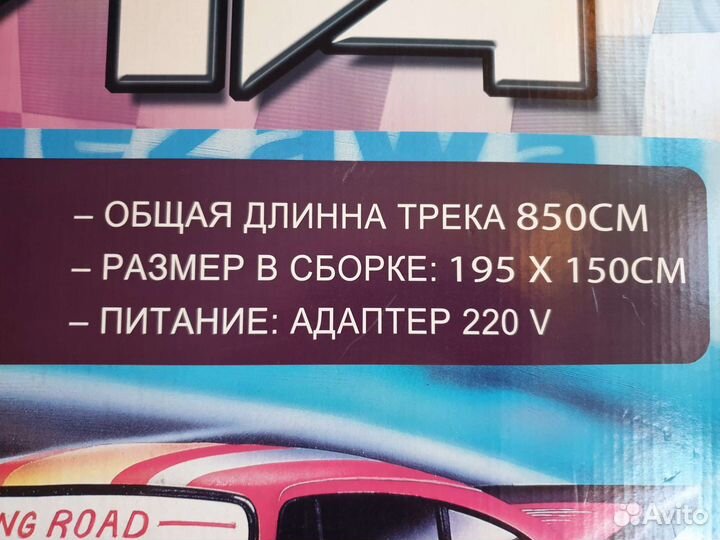 – ОБЩАЯ ДЛИННА ТРЕКА 850СМ
– РАЗМЕР В СБОРКЕ: 195 X 150СМ
– ПИТАНИЕ: АДАПТЕР 220 V
NG ROAD
Avito